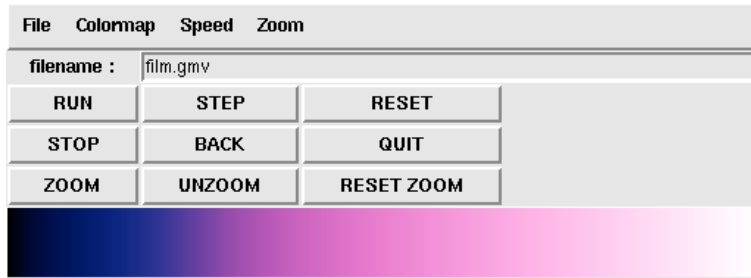 File Colormap Speed Zoom
filename : film.gmv
RUN STEP RESET
STOP BACK QUIT
ZOOM UNZOOM RESET ZOOM